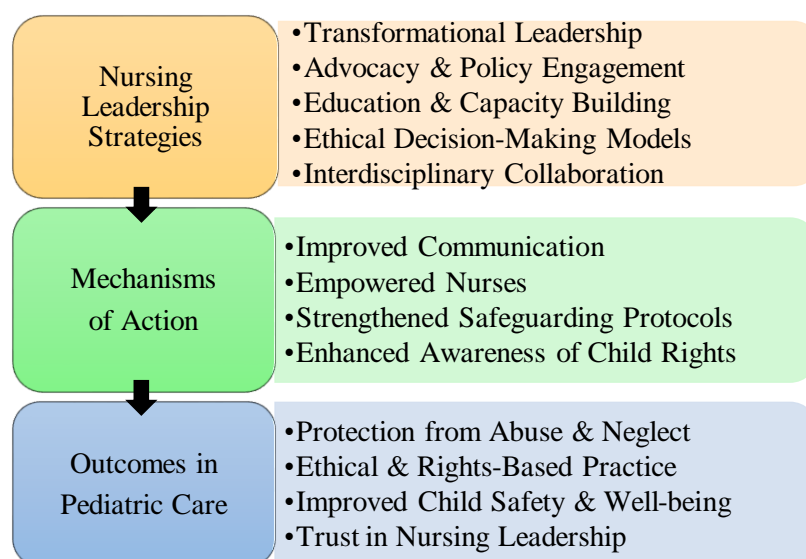 Nursing
Leadership
Strategies
•Transformational Leadership
•Advocacy & Policy Engagement
•Education & Capacity Building
•Ethical Decision-Making Models
•Interdisciplinary Collaboration
Mechanisms
of Action
•Improved Communication
•Empowered Nurses
•Strengthened Safeguarding Protocols
•Enhanced Awareness of Child Rights
Outcomes in
Pediatric Care
•Protection from Abuse & Neglect
•Ethical & Rights-Based Practice
•Improved Child Safety & Well-being
•Trust in Nursing Leadership